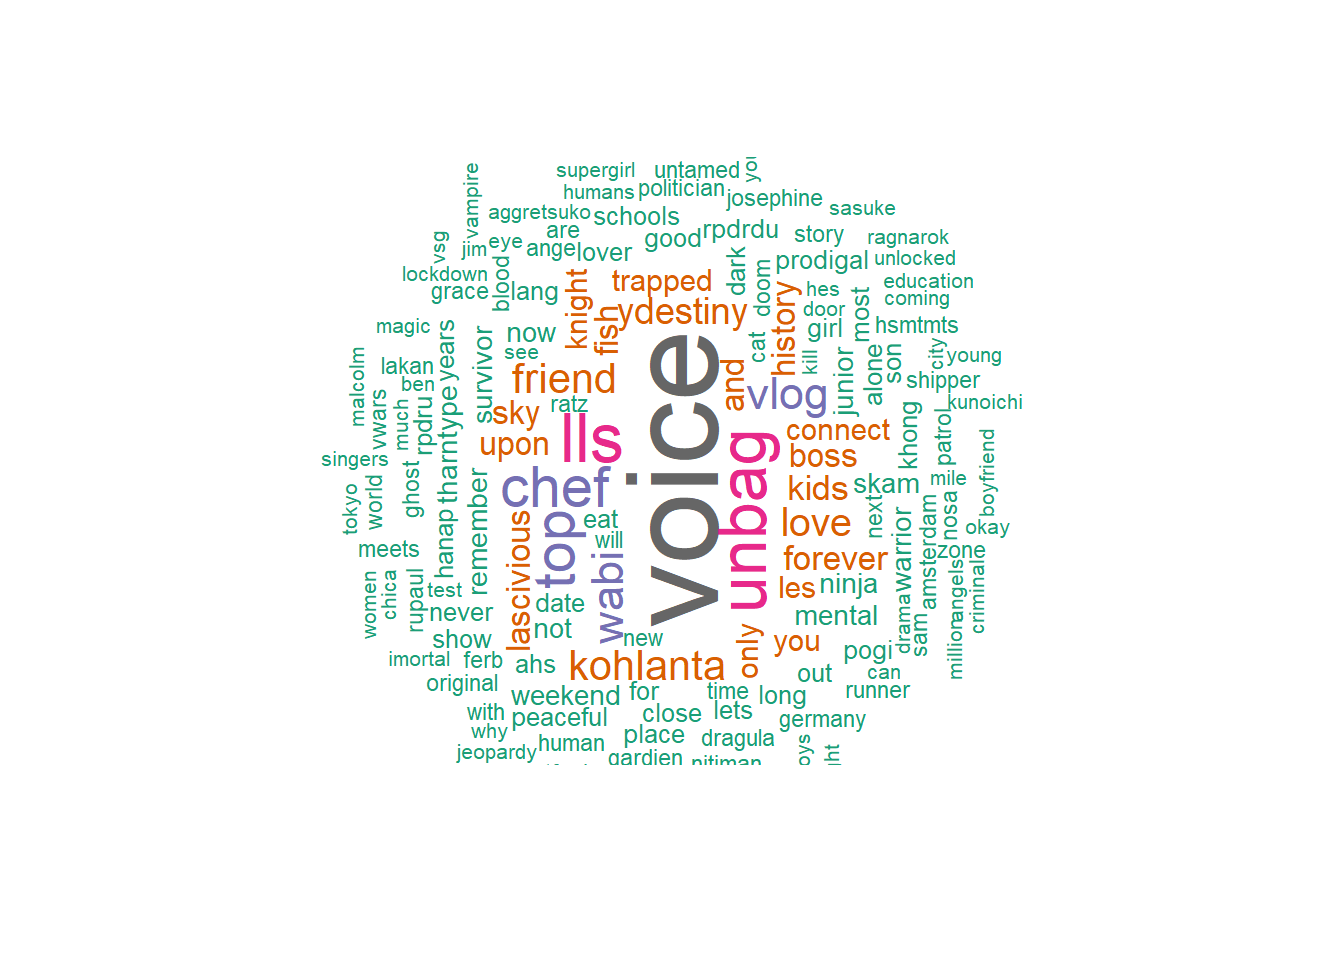 supergirl
untamed
vampire
humans
politician
josephine
sasuke
aggretsuko
schools
are
rpdrdu
story
ragnarok
vsg
jim
eye
ange
lover
good
dark
prodigal
unlocked
lockdown
grace
blood
lang
knight
trapped
doom
hes
most
education
coming
magic
years
now
fish
ydestiny
history
door
girl
hsmtmts
see
survivor
cat
kill
city
young
malcolm
lakan
ben
friend
voice
and
vlog
junior
alone
son
shipper
vwars
much
rpdru
tharntype
sky
ratz
kunoichi
upon
lls
unbag
connect
khong
patrol
singers
boss
boyfriend
tokyo
world
ghost
chef
kids
skam
mile
remember
hanap
top
eat
love
next
nosa
okay
meets
lascivious
will
forever
warrior
amsterdam
zone
wabi
women
chica
rupaul
test
never
date
les
ninja
angels
criminale
show
not
new
only
you
mental
drama
sam
million
imortal
ferb
ahs
kohlanta
pogi
can
original
weekend
for
time
long
out
runner
with
why
peaceful
close
lets
germany
jeopardy
human
place
dragula
gardien
nitiman